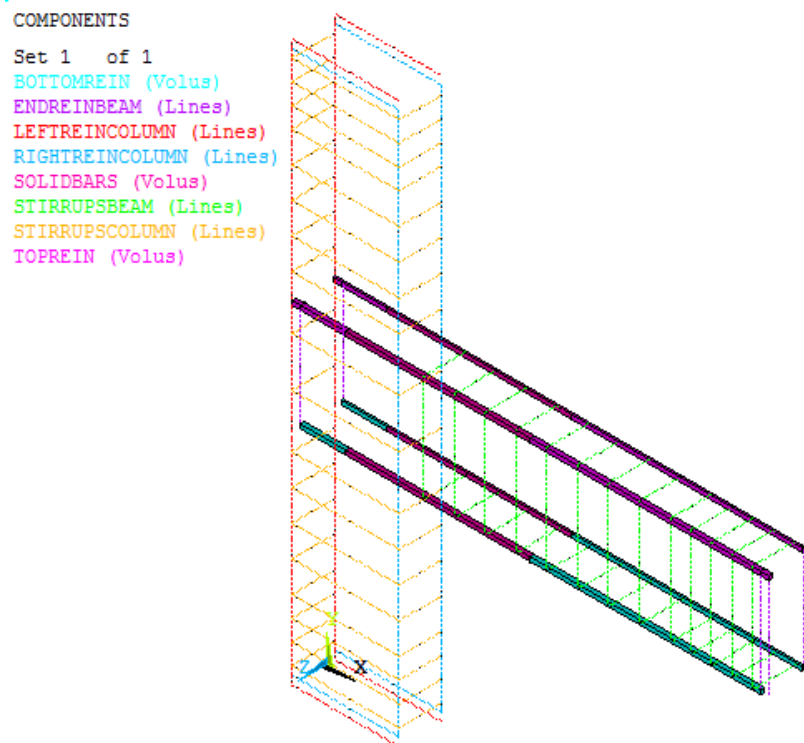 COMPONENTS
Set 1 of 1
BOTTOMREIN (Volus)
ENDREINBEAM (Lines)
LEFTREINCOLUMN (Lines)
RIGHTREINCOLUMN (Lines)
SOLIDBARS (Volus)
STIRRUPSBEAM (Lines)
STIRRUPSCOLUMN (Lines)
TOPREIN (Volus)
Y
Z X